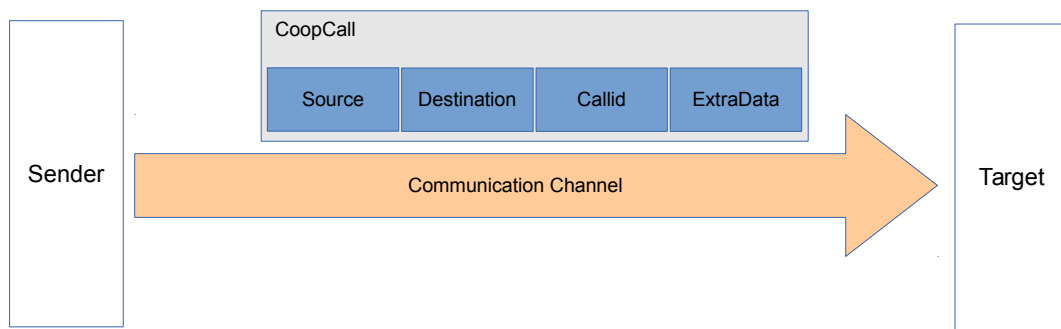 CoopCall
Source Destination Callid ExtraData
Sender
Communication Channel
Target